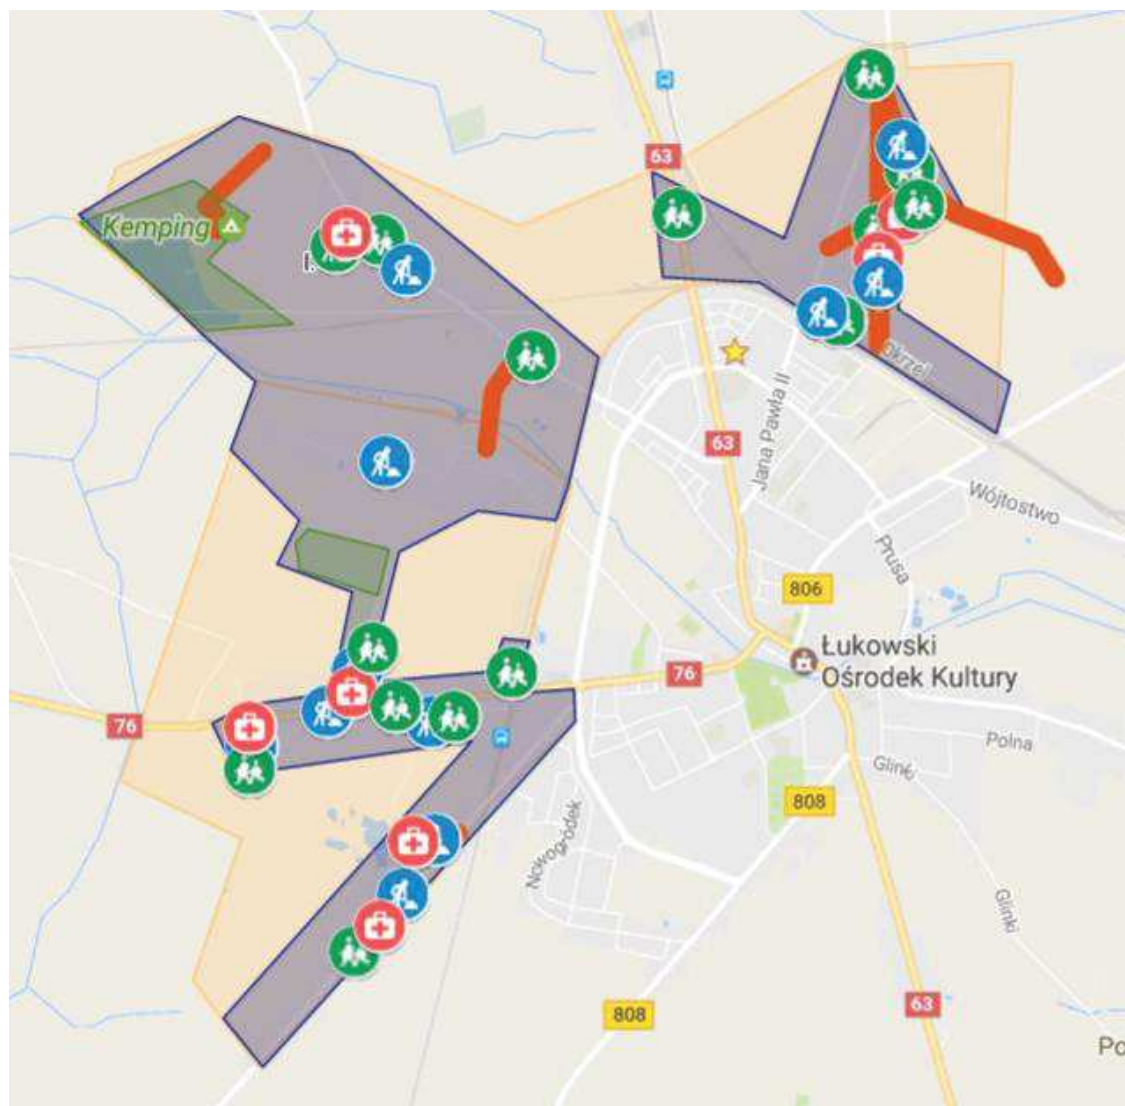 63
Kemping
63
Jana Pawła II
Wójtostwo
Prusa
806
Łukowski
Ośrodek Kultury
76
76
Polna
Glinki
808
Nowogródek
Glinki
63
808
Po